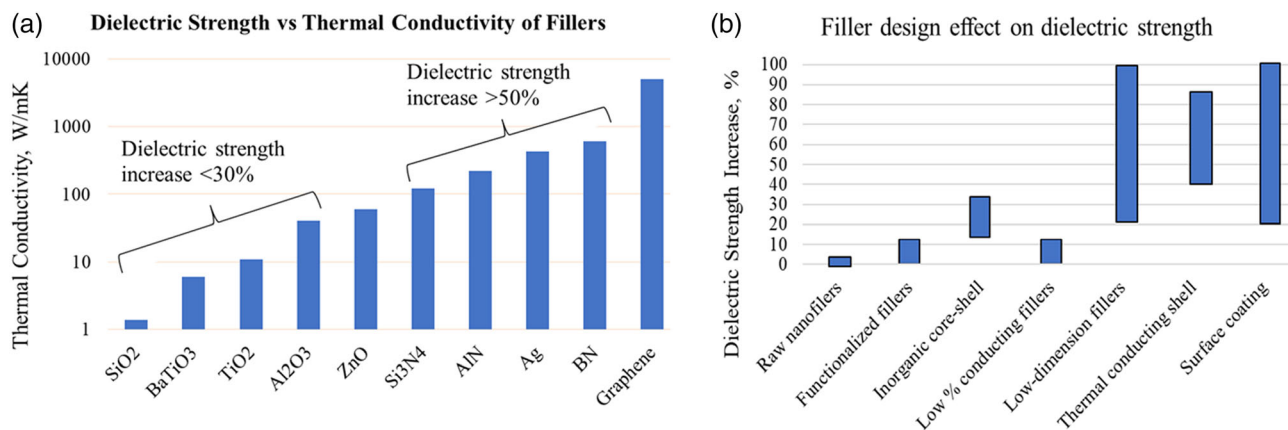 (a)
Dielectric Strength vs Thermal Conductivity of Fillers
Thermal Conductivity, W/mK
10000
1000
100
10
1
Dielectric strength
increase <30%
Dielectric strength
increase >50%
SiO2
BaTiO3
TiO2
Al2O3
ZnO
Si3N4
AlN
Ag
BN
Graphene
(b)
Filler design effect on dielectric strength
Dielectric Strength Increase, %
100
90
80
70
60
50
40
30
20
10
0
Raw nanofilers
Functionalized fillers
Inorganic core-shell
Low % conducting fillers
Low-dimension fillers
Thermal conducting shell
Surface coating